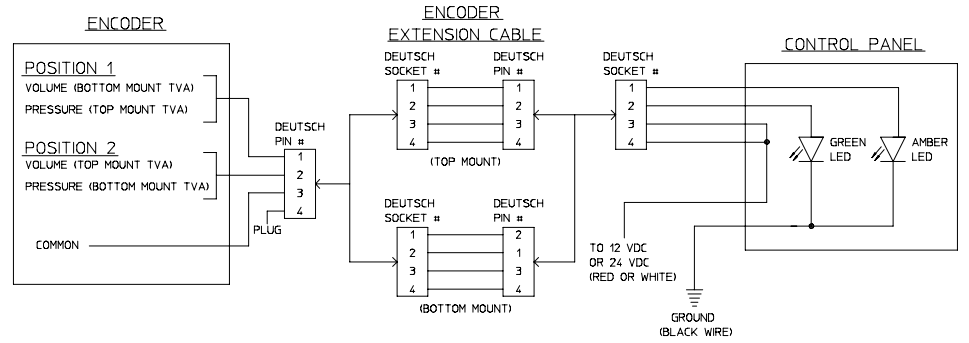 ENCODER
POSITION 1
VOLUME (BOTTOM MOUNT TVA)
PRESSURE (TOP MOUNT TVA)
POSITION 2
VOLUME (TOP MOUNT TVA)
PRESSURE (BOTTOM MOUNT TVA)
COMMON
PLUG
DEUTSCH
PIN #
1
2
3
4
ENCODER
EXTENSION CABLE
DEUTSCH
SOCKET #
1
2
3
4
DEUTSCH
PIN #
1
2
3
4
(TOP MOUNT)
DEUTSCH
SOCKET #
1
2
3
4
DEUTSCH
PIN #
2
1
3
4
(BOTTOM MOUNT)
DEUTSCH
SOCKET #
1
2
3
4
TO 12 VDC
OR 24 VDC
(RED OR WHITE)
GROUND
(BLACK WIRE)
CONTROL PANEL
GREEN
LED
AMBER
LED